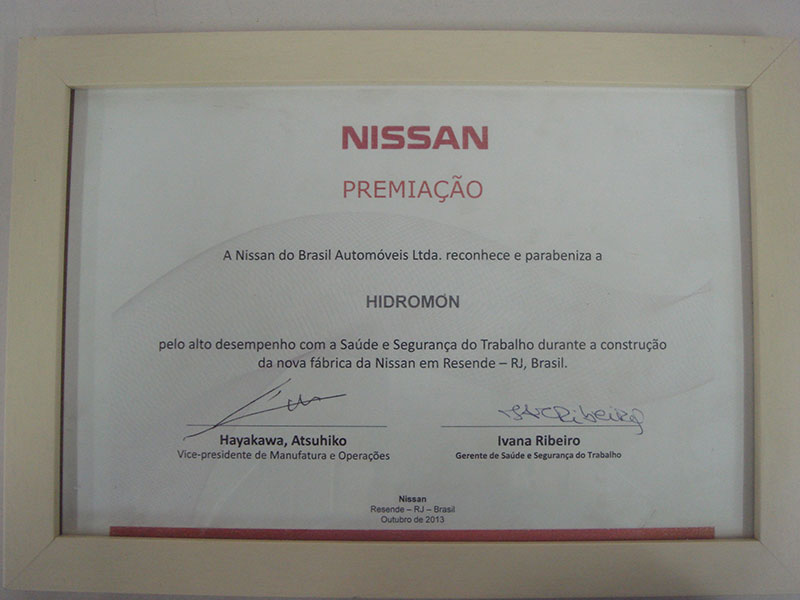 NISSAN
PREMIAÇÃO
A Nissan do Brasil Automóveis Ltda. reconhece e parabeniza a
HIDROMON
pelo alto desempenho com a Saúde e Segurança do Trabalho durante a construção
da nova fábrica da Nissan em Resende – RJ, Brasil.
Hayakawa, Atsuhiko
Vice-presidente de Manufatura e Operações
Ivana Ribeiro
Gerente de Saúde e Segurança do Trabalho
Nissan
Resende – RJ – Brasil
Outubro de 2013